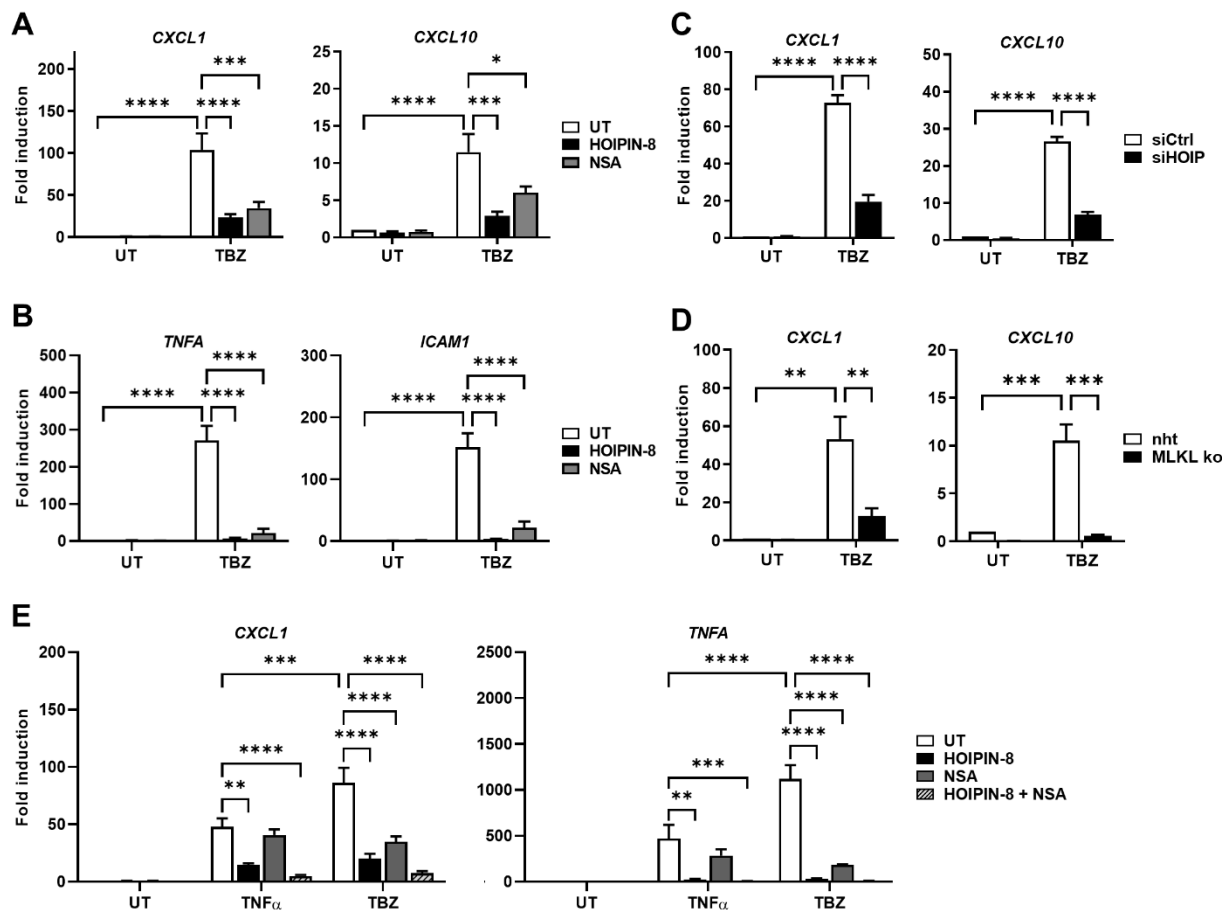 A
CXCL1
Fold induction
200
150
100
50
0
****
****
***
UT
TBZ
CXCL10
25
20
15
10
5
0
****
***
*
UT
TBZ
UT
HOIPIN-8
NSA
C
CXCL1
Fold induction
80
60
40
20
0
****
****
UT
TBZ
CXCL10
50
40
30
20
10
0
****
****
UT
TBZ
siCtrl
siHOIP
B
TNFA
Fold induction
500
400
300
200
100
0
****
****
****
UT
TBZ
ICAM1
300
200
100
0
****
****
****
UT
TBZ
UT
HOIPIN-8
NSA
D
CXCL1
Fold induction
100
80
60
40
20
0
**
**
UT
TBZ
CXCL10
20
15
10
5
0
***
***
UT
TBZ
nht
MLKL ko
E
CXCL1
Fold induction
200
150
100
50
0
***
****
****
****
****
**
UT
TNFα
TBZ
TNFA
2500
2000
1500
1000
500
0
****
****
****
****
***
**
UT
TNFα
TBZ
UT
HOIPIN-8
NSA
HOIPIN-8 + NSA